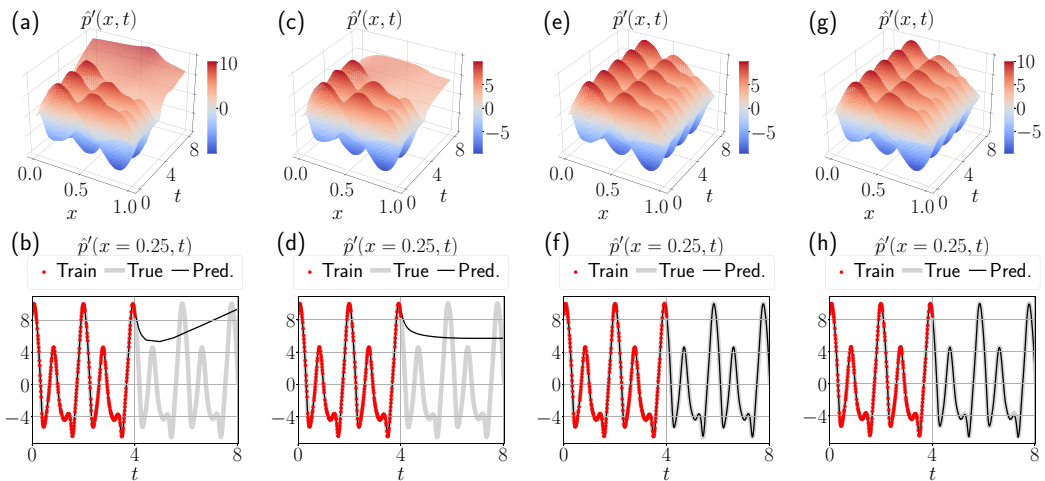 (a) p̂′(x, t)
10
0
8
4
0.0
0.5
1.0 0
x
t
(c) p̂′(x, t)
5
0
−5
8
4
0.0
0.5
1.0 0
x
t
(e) p̂′(x, t)
5
0
−5
8
4
0.0
0.5
1.0 0
x
t
(g) p̂′(x, t)
10
5
0
−5
8
4
0.0
0.5
1.0 0
x
t
(b) p̂′(x = 0.25, t)
Train True Pred.
8
4
0
−4
0 4 8
t
(d) p̂′(x = 0.25, t)
Train True Pred.
8
4
0
−4
0 4 8
t
(f) p̂′(x = 0.25, t)
Train True Pred.
8
4
0
−4
0 4 8
t
(h) p̂′(x = 0.25, t)
Train True Pred.
8
4
0
−4
0 4 8
t